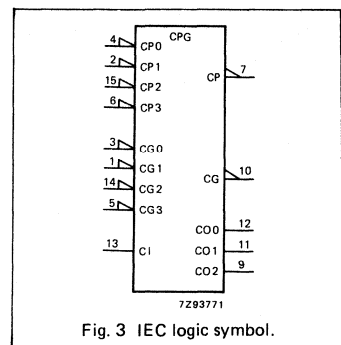 CPG
4 CP0
2 CP1
15 CP2
6 CP3
CP 7
3 CG0
1 CG1
14 CG2
5 CG3
CG 10
13 CI
CO0 12
CO1 11
CO2 9
7Z93771
Fig. 3 IEC logic symbol.